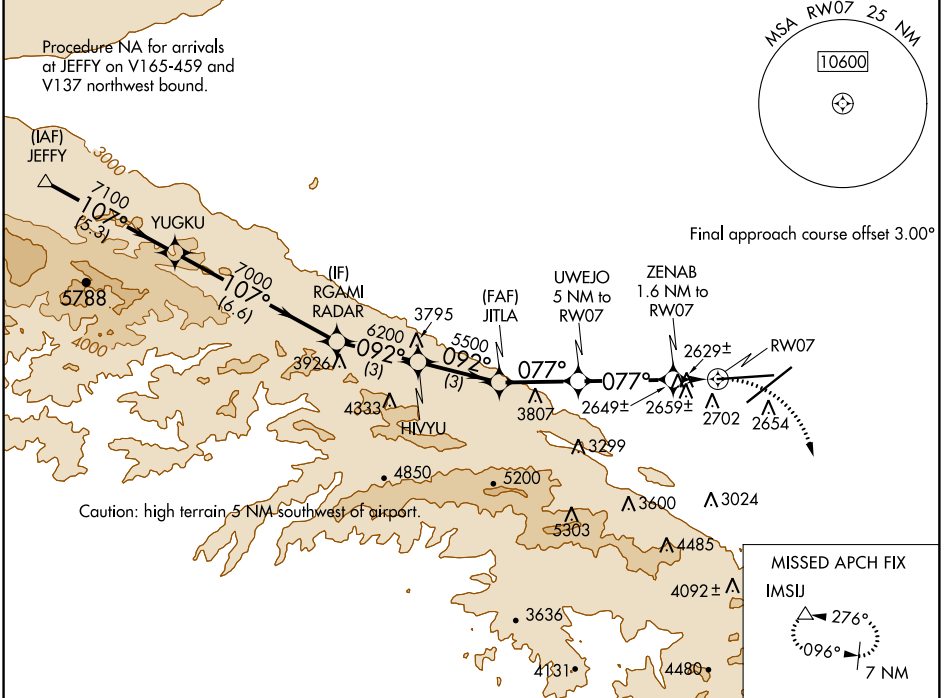 MSA RW07 25 NM
10600
Procedure NA for arrivals
at JEFFY on V165-459 and
V137 northwest bound.
(IAF)
JEFFY
3000
7100
107°
(5.3)
YUGKU
7000
107°
(6.6)
5788
4000
(IF)
RGAMI
RADAR
3926
6200
092°
(3)
3795
4333
HIVYU
5500
092°
(3)
(FAF)
JITLA
077°
3807
UWEJO
5 NM to
RW07
077°
Final approach course offset 3.00°
ZENAB
1.6 NM to
RW07
2629±
2649±
2659±
RW07
2702
2654
3299
4850
5200
Caution: high terrain 5 NM southwest of airport.
5303
3600
3024
4485
4092±
3636
4131
4480
MISSED APCH FIX
IMSIJ
276°
096°
7 NM